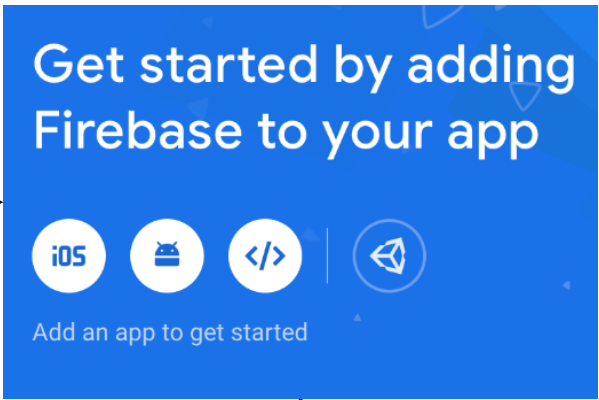 Get started by adding
Firebase to your app
iOS
</>
Add an app to get started